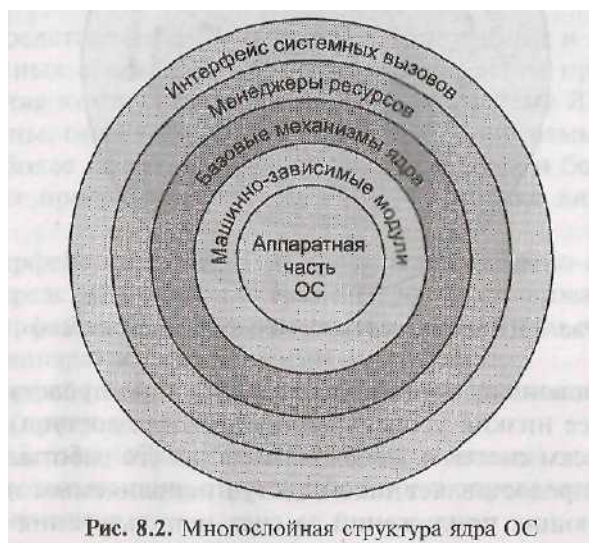 Интерфейс системных вызовов
Менеджеры ресурсов
Базовые механизмы ядра
Машинно-зависимые модули
Аппаратная
часть
ОС
Рис. 8.2. Многослойная структура ядра ОС